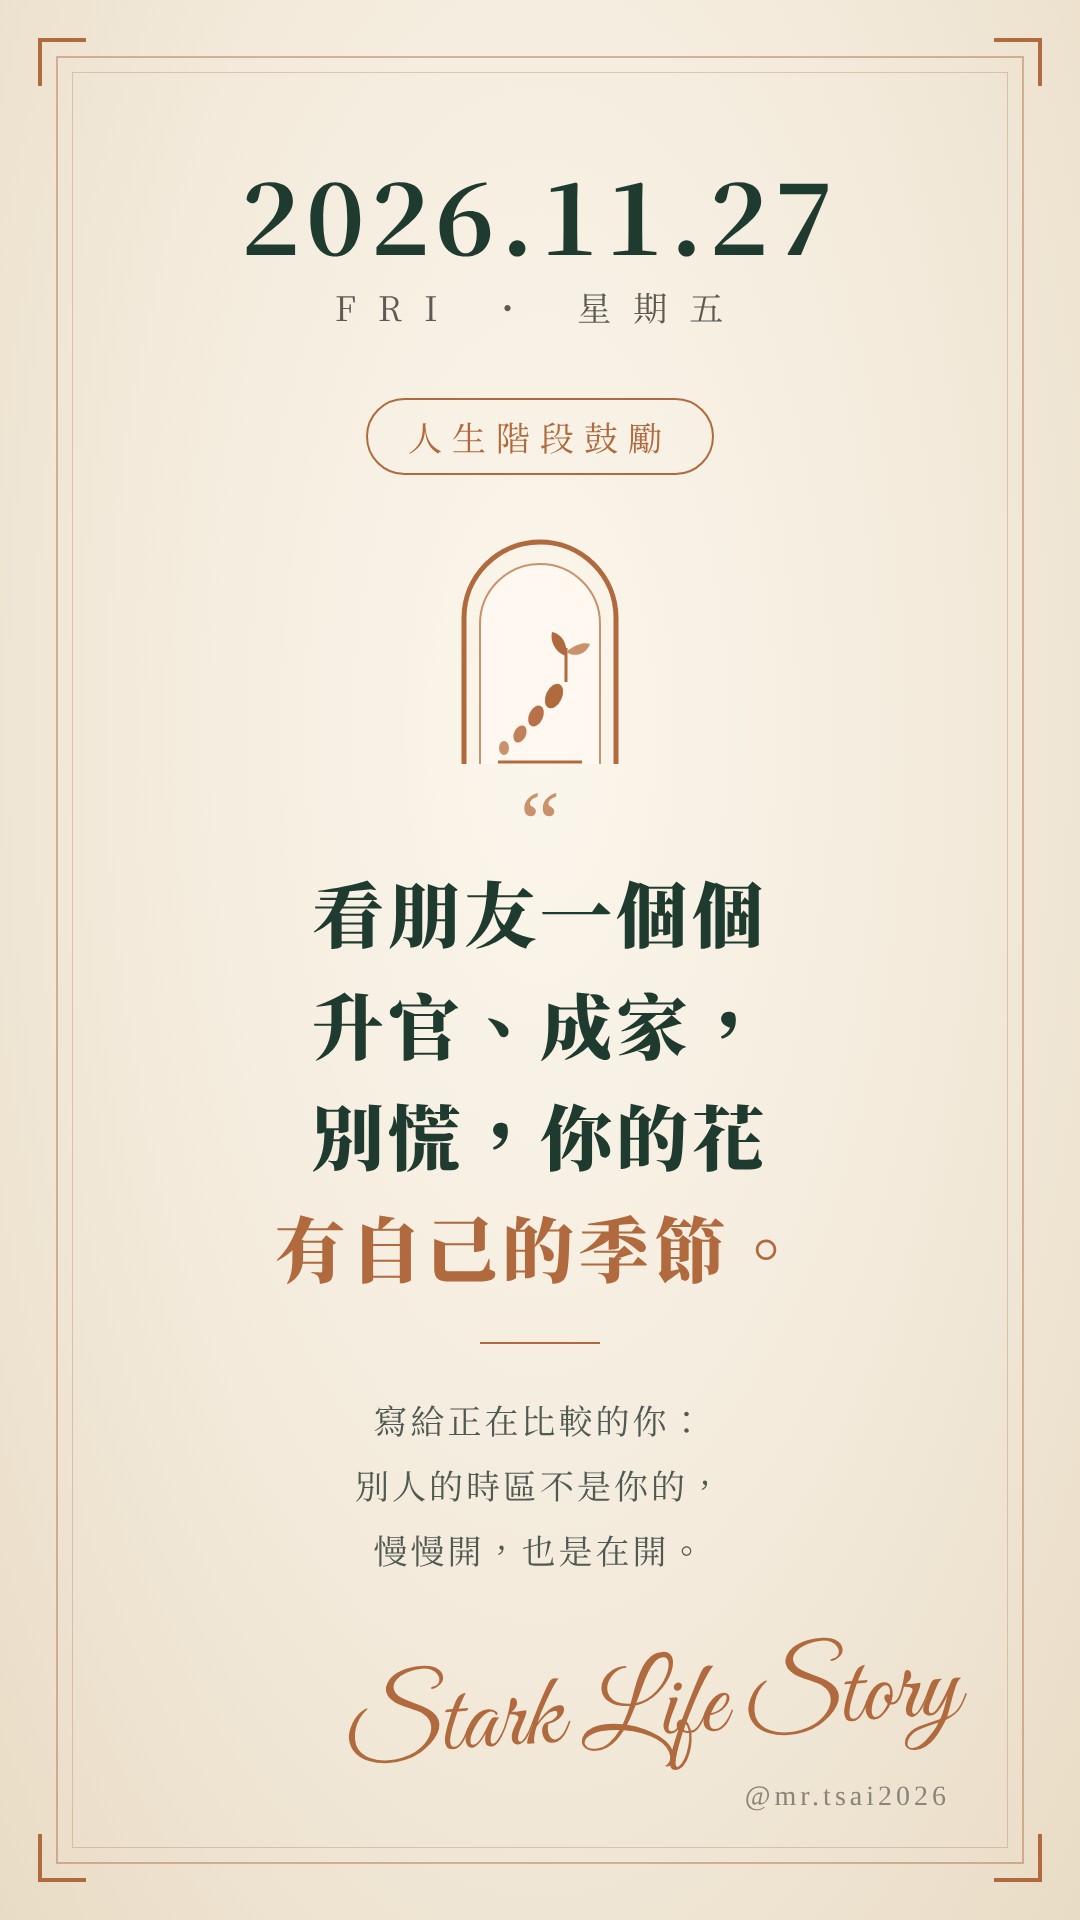 2026.11.27
FRI · 星期五
人生階段鼓勵
“
看朋友一個個
升官、成家，
別慌，你的花
有自己的季節。
寫給正在比較的你：
別人的時區不是你的，
慢慢開，也是在開。
Stark Life Story
@mr.tsai2026